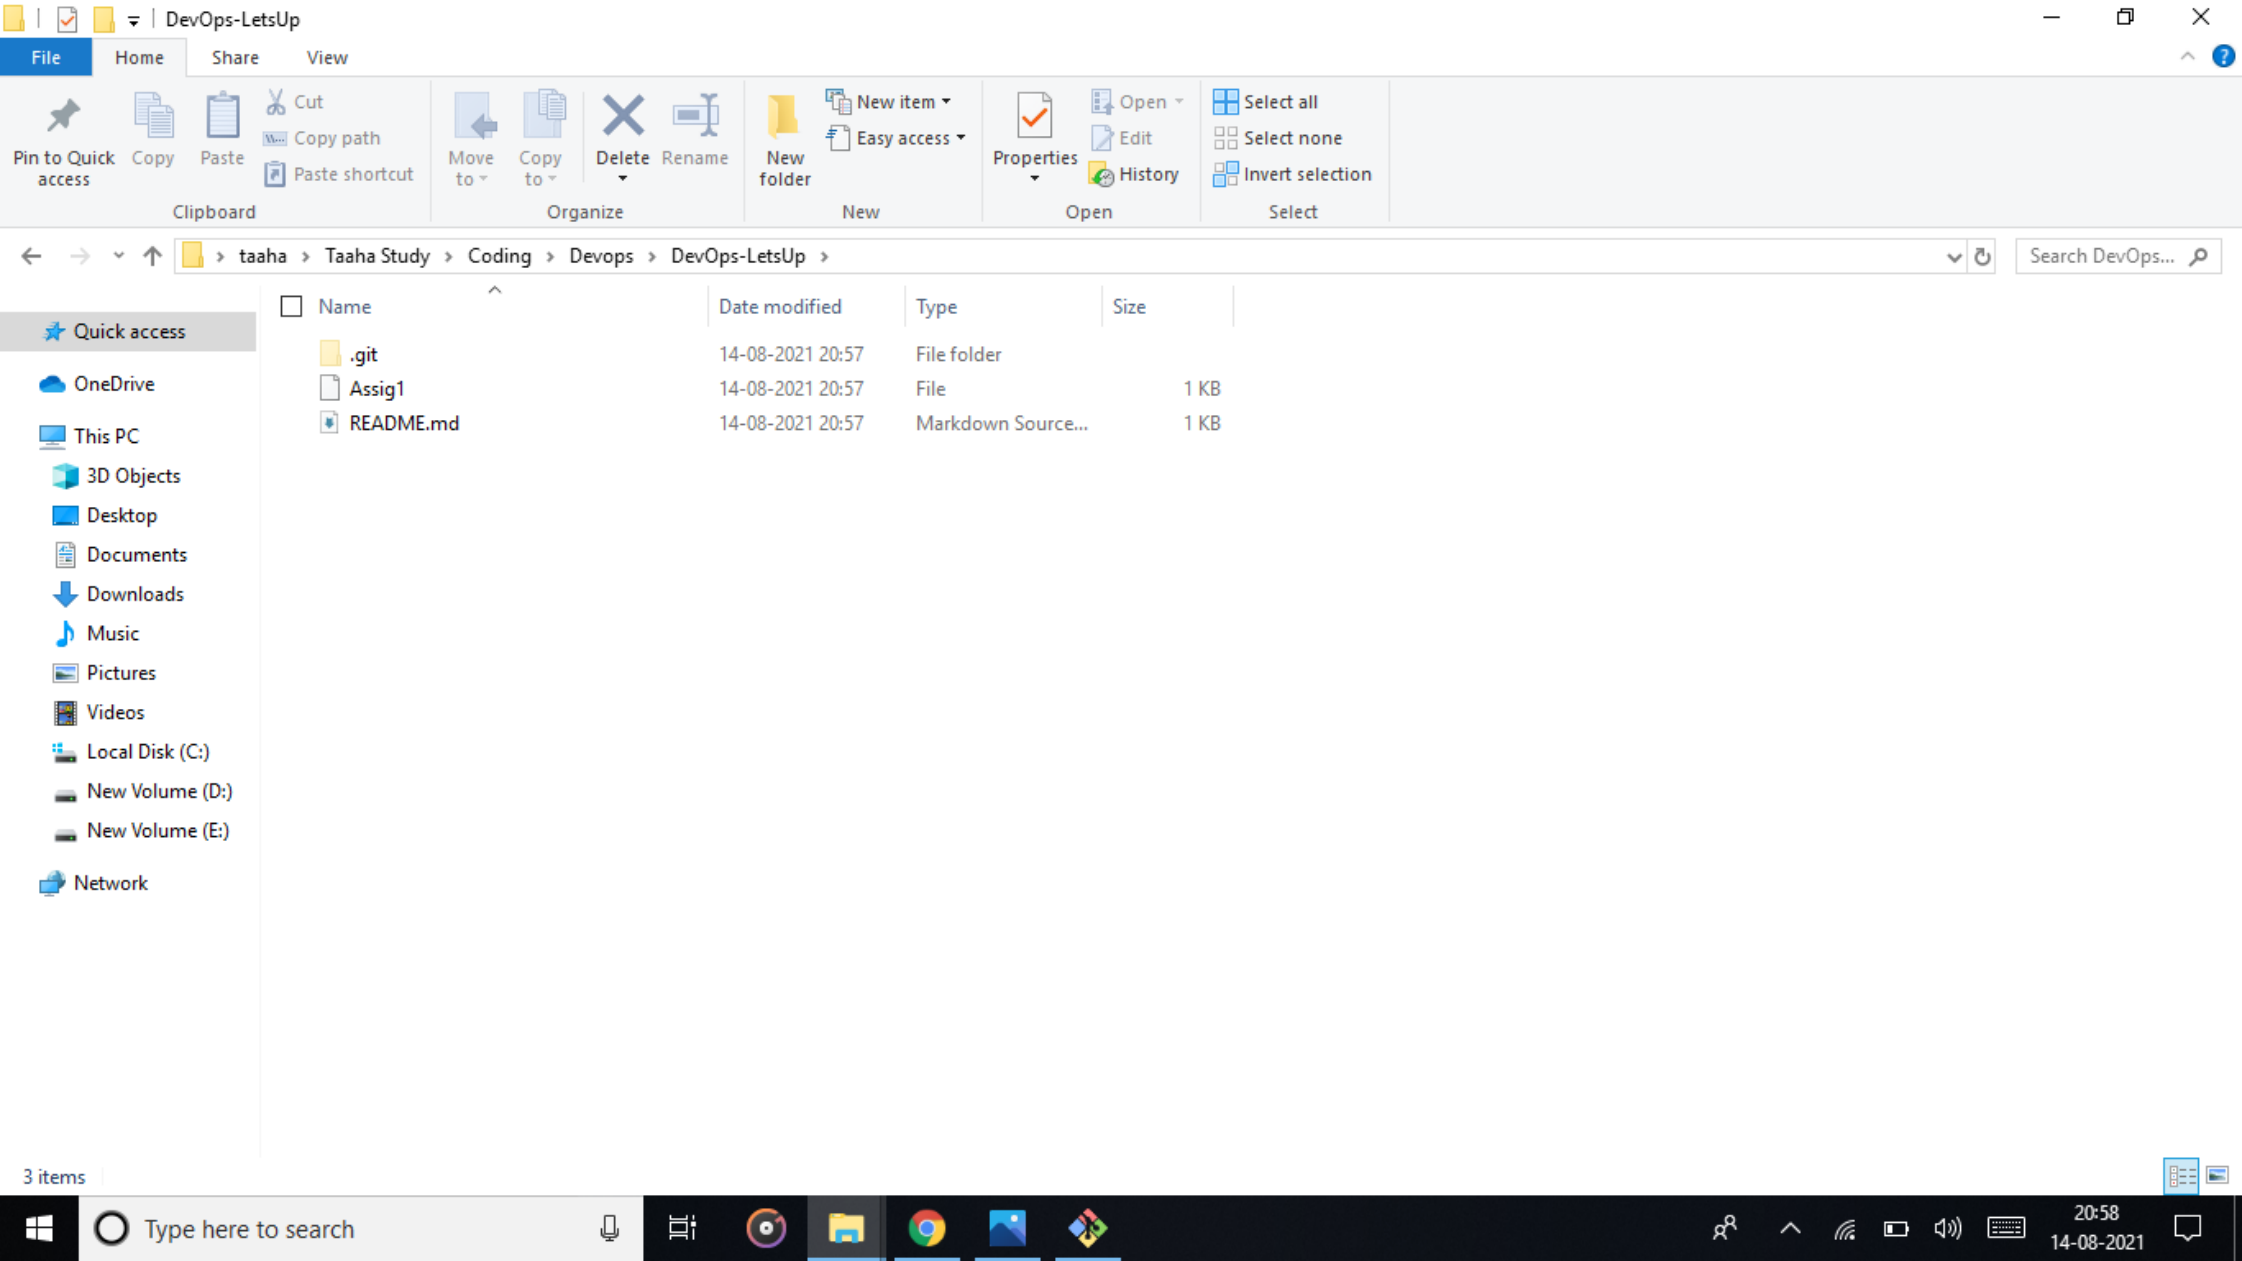 DevOps-LetsUp
File Home Share View
Pin to Quick access
Copy
Paste
Cut
Copy path
Paste shortcut
Clipboard
Move to
Copy to
Delete
Rename
Organize
New folder
New item
Easy access
New
Properties
Open
Edit
History
Open
Select all
Select none
Invert selection
Select
taaha > Taaha Study > Coding > Devops > DevOps-LetsUp >
Search DevOps...
Name Date modified Type Size
.git 14-08-2021 20:57 File folder
Assig1 14-08-2021 20:57 File 1 KB
README.md 14-08-2021 20:57 Markdown Source... 1 KB
Quick access
OneDrive
This PC
3D Objects
Desktop
Documents
Downloads
Music
Pictures
Videos
Local Disk (C:)
New Volume (D:)
New Volume (E:)
Network
3 items
Type here to search
20:58
14-08-2021